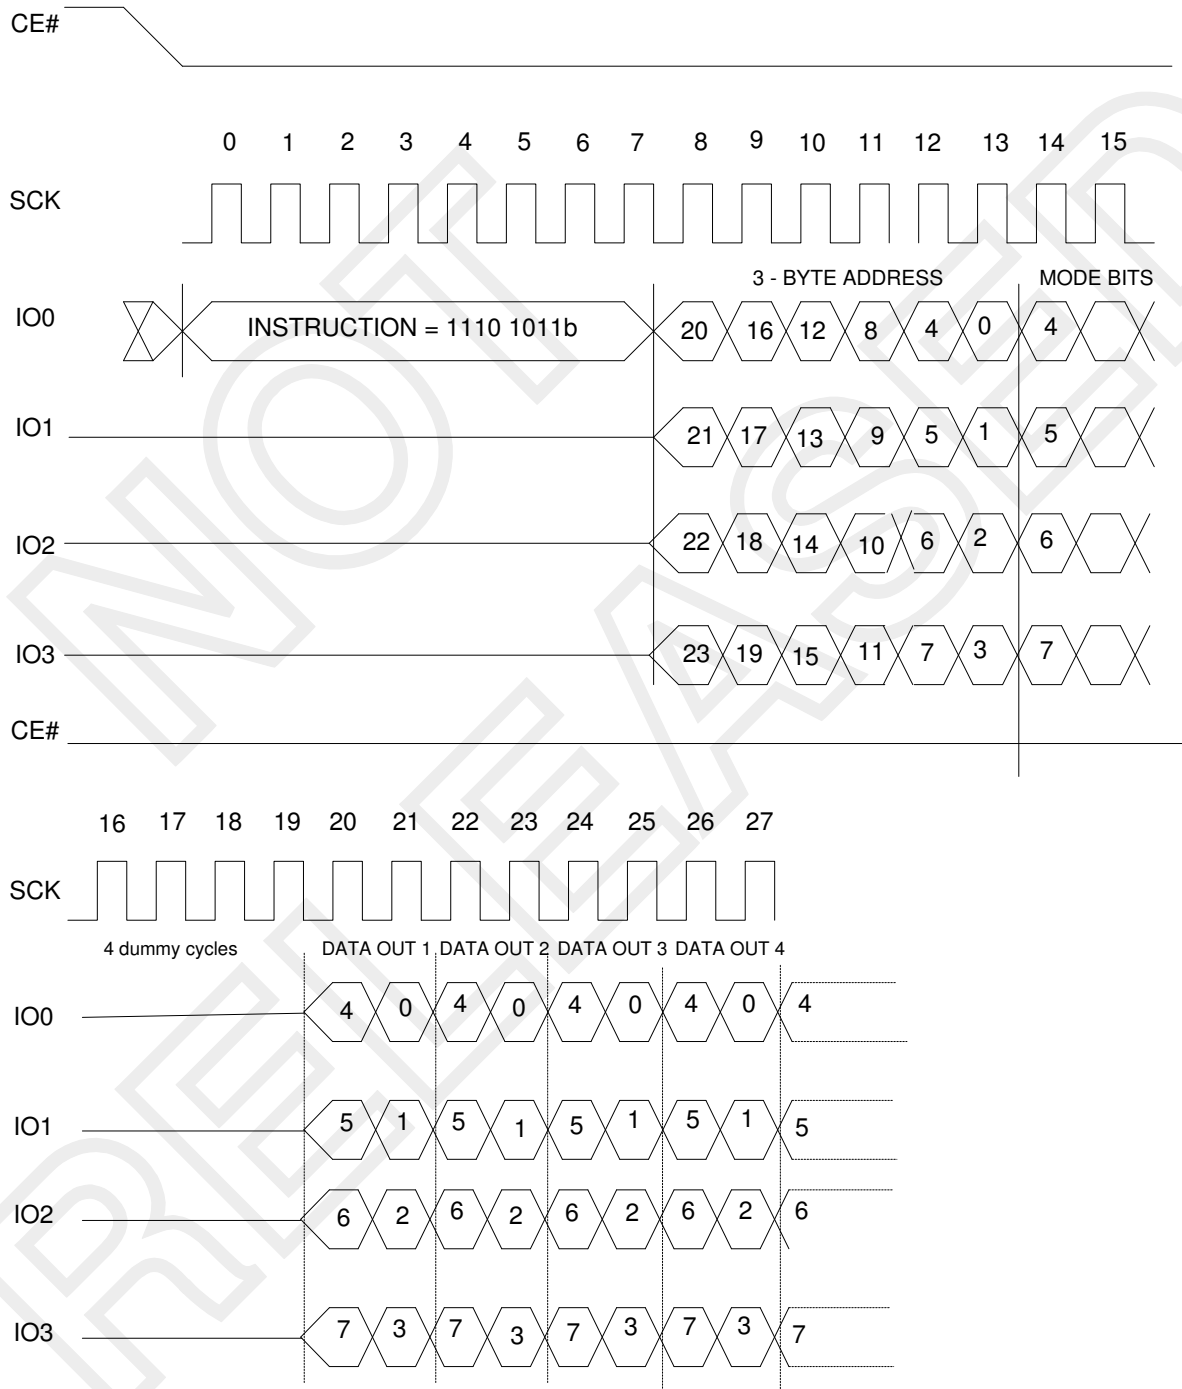 CE#
0 1 2 3 4 5 6 7 8 9 10 11 12 13 14 15
SCK
3 - BYTE ADDRESS MODE BITS
IO0 INSTRUCTION = 1110 1011b 20 16 12 8 4 0 4
IO1 21 17 13 9 5 1 5
IO2 22 18 14 10 6 2 6
IO3 23 19 15 11 7 3 7
CE#
16 17 18 19 20 21 22 23 24 25 26 27
SCK
4 dummy cycles DATA OUT 1 DATA OUT 2 DATA OUT 3 DATA OUT 4
IO0 4 0 4 0 4 0 4 0 4
IO1 5 1 5 1 5 1 5 1 5
IO2 6 2 6 2 6 2 6 2 6
IO3 7 3 7 3 7 3 7 3 7
NOT
RELEASED